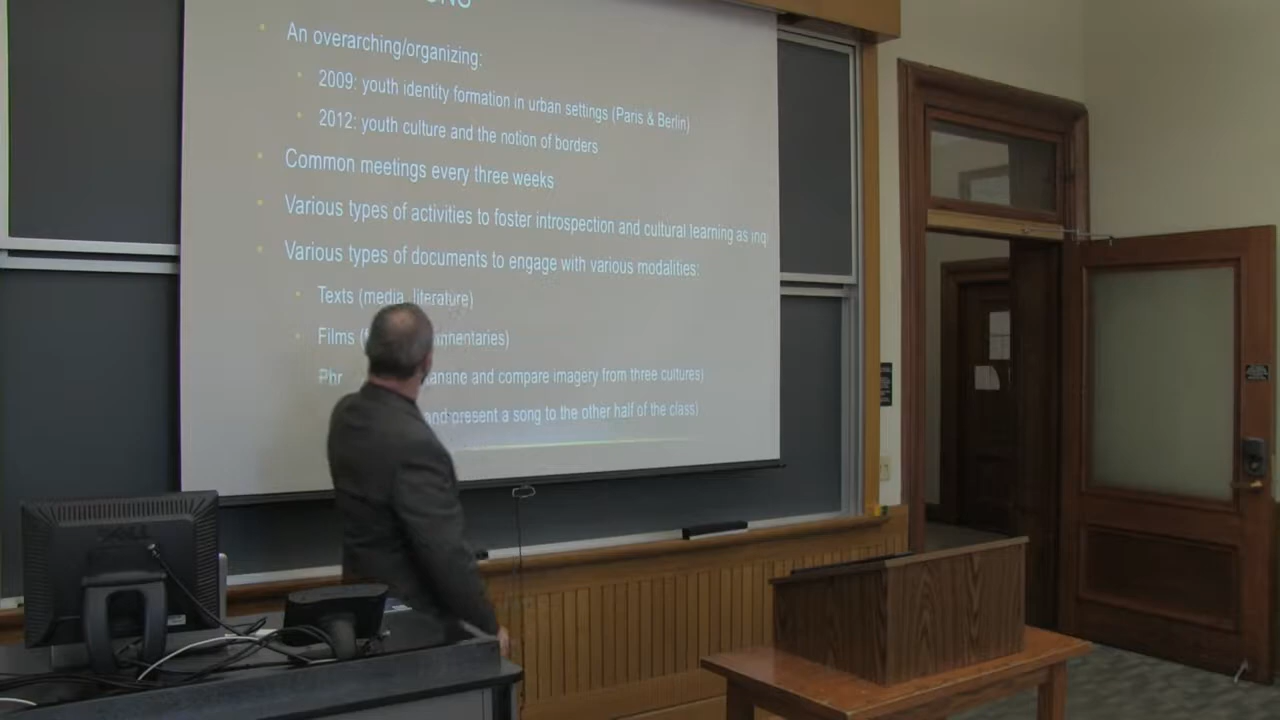 An overarching/organizing:
2009: youth identity formation in urban settings (Paris & Berlin)
2012: youth culture and the notion of borders
Common meetings every three weeks
Various types of activities to foster introspection and cultural learning as inq
Various types of documents to engage with various modalities:
Texts (media, literature)
Films
and compare imagery from three cultures)
and present a song to the other half of the class)
DELL